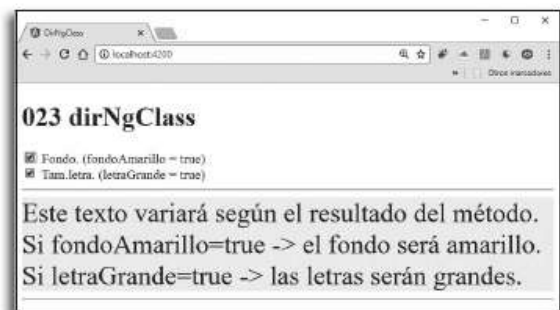 DirNgClass
localhost:4200
Otros marcadores
023 dirNgClass
Fondo. (fondoAmarillo = true)
Tam.letra. (letraGrande = true)
Este texto variará según el resultado del método.
Si fondoAmarillo=true -> el fondo será amarillo.
Si letraGrande=true -> las letras serán grandes.